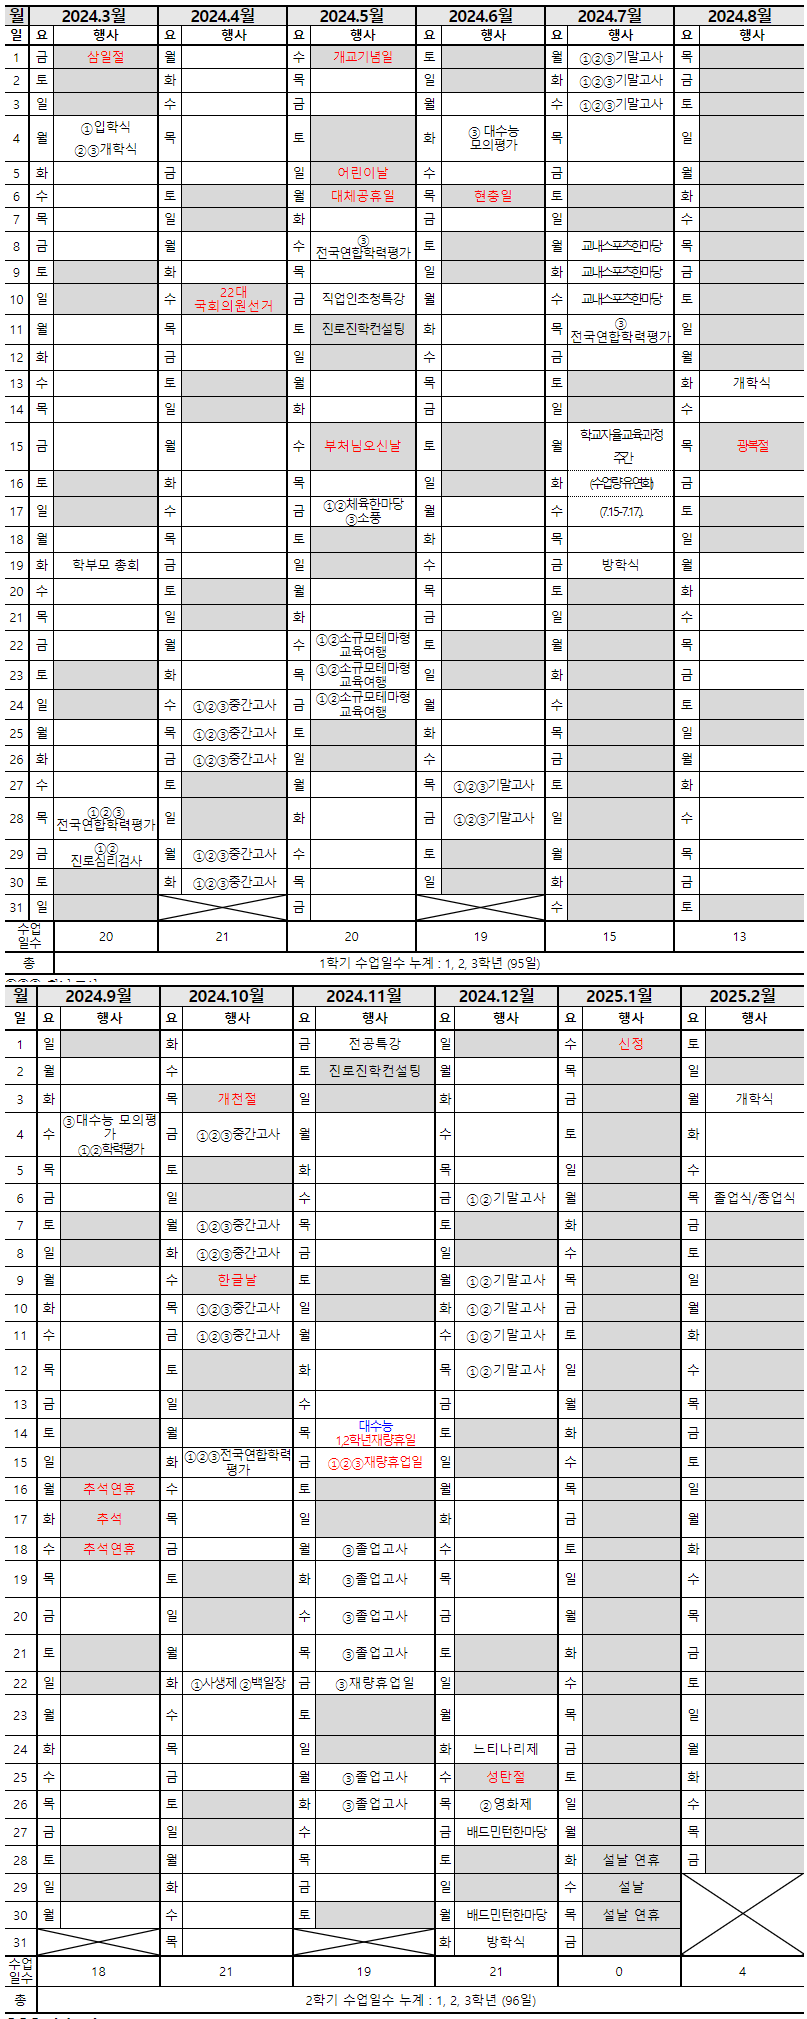 월 2024.3월 2024.4월 2024.5월 2024.6월 2024.7월 2024.8월
일 요 행사 요 행사 요 행사 요 행사 요 행사 요 행사
1 금 삼일절 월 수 개교기념일 토 월 ①②③기말고사 목
2 토 화 목 일 화 ①②③기말고사 금
3 일 수 금 월 수 ①②③기말고사 토
4 월 ①입학식 ②③개학식 목 토 화 ③ 대수능 모의평가 목 일
5 화 금 일 어린이날 수 금 월
6 수 토 월 대체공휴일 목 현충일 토 화
7 목 일 화 금 일 수
8 금 월 수 ③ 전국연합학력평가 토 월 교내스포츠한마당 목
9 토 화 목 일 화 교내스포츠한마당 금
10 일 수 22대 국회의원선거 금 직업인초청특강 월 수 교내스포츠한마당 토
11 월 목 토 진로진학컨설팅 화 목 ③ 전국연합학력평가 일
12 화 금 일 수 금 월
13 수 토 월 목 토 화 개학식
14 목 일 화 금 일 수
15 금 월 수 부처님오신날 토 월 학교자율교육과정 주간 목 광복절
16 토 화 목 일 화 (수업량유연화) 금
17 일 수 금 ①②체육한마당 ③소풍 월 수 (7.15-7.17.) 토
18 월 목 토 화 목 일
19 화 학부모 총회 금 일 수 금 방학식 월
20 수 토 월 목 토 화
21 목 일 화 금 일 수
22 금 월 수 ①②소규모테마형 교육여행 토 월 목
23 토 화 목 ①②소규모테마형 교육여행 일 화 금
24 일 수 ①②③중간고사 금 ①②소규모테마형 교육여행 월 수 토
25 월 목 ①②③중간고사 토 화 목 일
26 화 금 ①②③중간고사 일 수 금 월
27 수 토 월 목 ①②③기말고사 토 화
28 목 ①②③ 전국연합학력평가 일 화 금 ①②③기말고사 일 수
29 금 ①② 진로심리검사 월 ①②③중간고사 수 토 월 목
30 토 화 ①②③중간고사 목 일 화 금
31 일 금 수 토
수업 일수 20 21 20 19 15 13
총 1학기 수업일수 누계 : 1, 2, 3학년 (95일)
월 2024.9월 2024.10월 2024.11월 2024.12월 2025.1월 2025.2월
일 요 행사 요 행사 요 행사 요 행사 요 행사 요 행사
1 일 화 금 전공특강 일 수 신정 토
2 월 수 토 진로진학컨설팅 월 목 일
3 화 목 개천절 일 화 금 월 개학식
4 수 ③대수능 모의평가 ①②학력평가 금 ①②③중간고사 월 수 토 화
5 목 토 화 목 일 수
6 금 일 수 금 ①②기말고사 월 목 졸업식/종업식
7 토 월 ①②③중간고사 목 토 화 금
8 일 화 ①②③중간고사 금 일 수 토
9 월 수 한글날 토 월 ①②기말고사 목 일
10 화 목 ①②③중간고사 일 화 ①②기말고사 금 월
11 수 금 ①②③중간고사 월 수 ①②기말고사 토 화
12 목 토 화 목 ①②기말고사 일 수
13 금 일 수 금 월 목
14 토 월 목 대수능 1,2학년재량휴일 토 화 금
15 일 화 ①②③전국연합학력평가 금 ①②③재량휴업일 일 수 토
16 월 추석연휴 수 토 월 목 일
17 화 추석 목 일 화 금 월
18 수 추석연휴 금 월 ③졸업고사 수 토 화
19 목 토 화 ③졸업고사 목 일 수
20 금 일 수 ③졸업고사 금 월 목
21 토 월 목 ③졸업고사 토 화 금
22 일 화 ①사생제 ②백일장 금 ③재량휴업일 일 수 토
23 월 수 토 월 목 일
24 화 목 일 화 느티나리제 금 월
25 수 금 월 ③졸업고사 수 성탄절 토 화
26 목 토 화 ③졸업고사 목 ②영화제 일 수
27 금 일 수 금 배드민턴한마당 월 목
28 토 월 목 토 화 설날 연휴 금
29 일 화 금 일 수 설날
30 월 수 토 월 배드민턴한마당 목 설날 연휴
31 목 화 방학식 금
수업 일수 18 21 19 21 0 4
총 2학기 수업일수 누계 : 1, 2, 3학년 (96일)